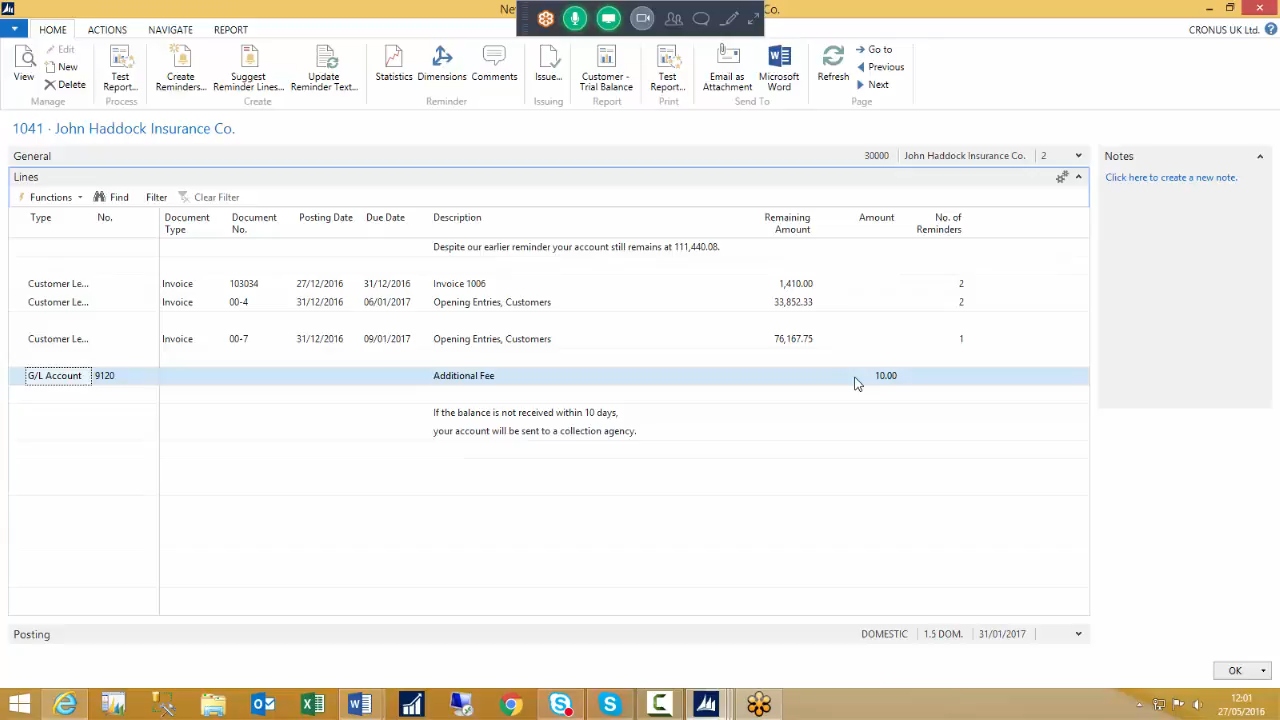 Ne
Co.
HOME ACTIONS NAVIGATE REPORT CRONUS UK Ltd.
View Edit New Delete Test Report... Create Reminders... Suggest Reminder Lines... Update Reminder Text... Statistics Dimensions Comments Issue... Customer - Trial Balance Test Report... Email as Attachment Microsoft Word Refresh Go to Previous Next
Manage Process Create Reminder Issuing Report Print Send To Page
1041 · John Haddock Insurance Co.
General 30000 John Haddock Insurance Co. 2
Notes
Lines
Click here to create a new note.
Functions Find Filter Clear Filter
Type No. Document Type Document No. Posting Date Due Date Description Remaining Amount Amount No. of Reminders
Despite our earlier reminder your account still remains at 111,440.08.
Customer Le... Invoice 103034 27/12/2016 31/12/2016 Invoice 1006 1,410.00 2
Customer Le... Invoice 00-4 31/12/2016 06/01/2017 Opening Entries, Customers 33,852.33 2
Customer Le... Invoice 00-7 31/12/2016 09/01/2017 Opening Entries, Customers 76,167.75 1
G/L Account 9120 Additional Fee 10.00
If the balance is not received within 10 days,
your account will be sent to a collection agency.
Posting DOMESTIC 1.5 DOM. 31/01/2017
OK
12:01
27/05/2016